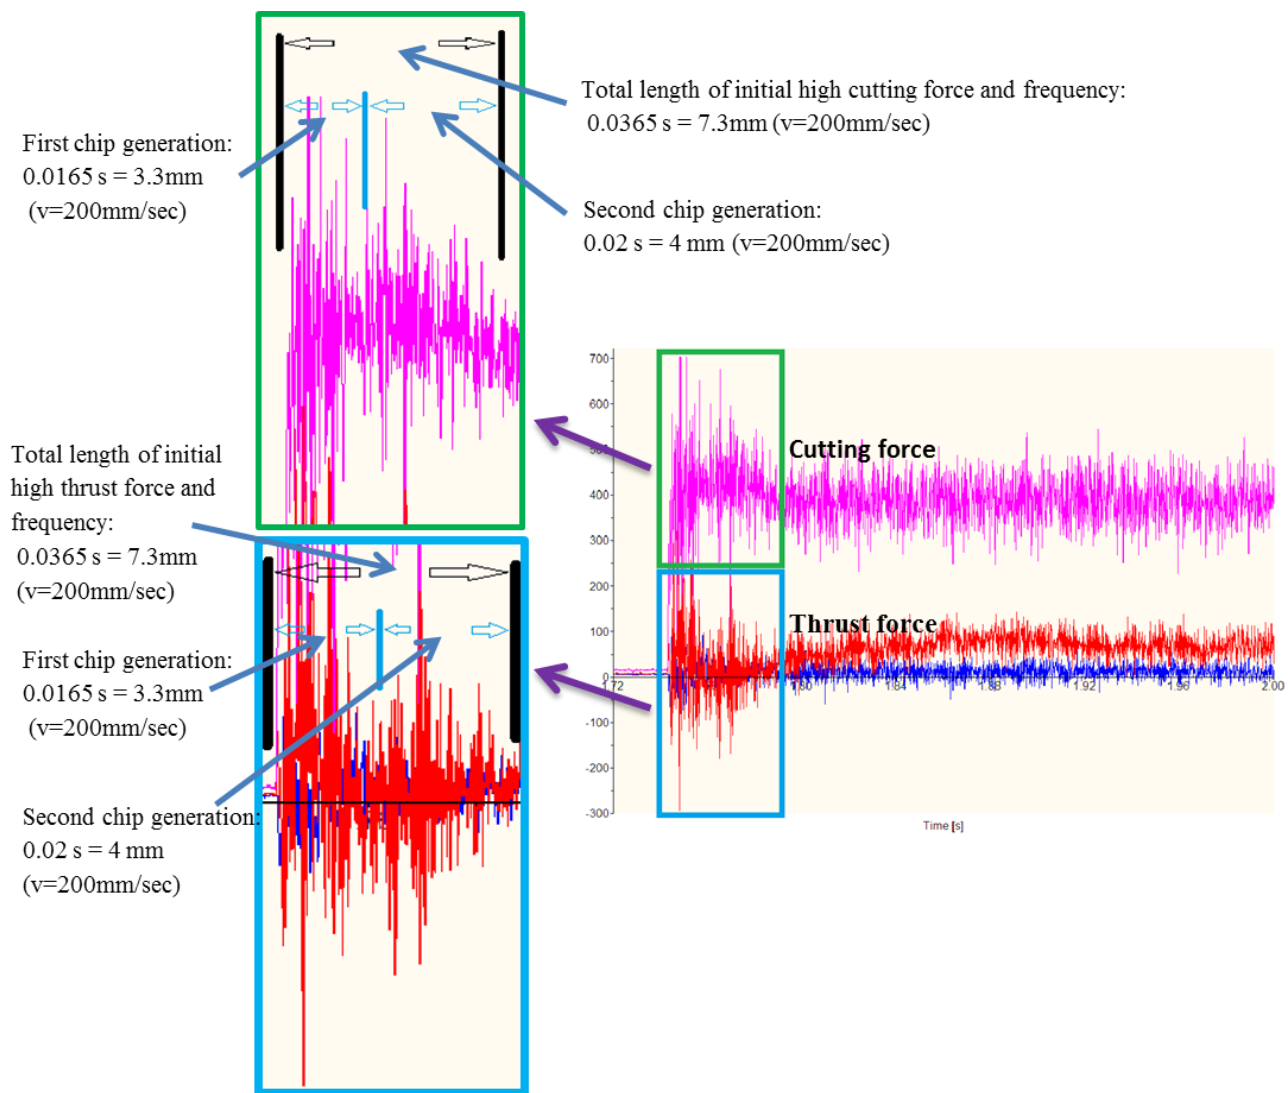 Total length of initial high cutting force and frequency:
0.0365 s = 7.3mm (v=200mm/sec)
First chip generation:
0.0165 s = 3.3mm
(v=200mm/sec)
Second chip generation:
0.02 s = 4 mm (v=200mm/sec)
Total length of initial
high thrust force and
frequency:
0.0365 s = 7.3mm
(v=200mm/sec)
First chip generation:
0.0165 s = 3.3mm
(v=200mm/sec)
Second chip generation:
0.02 s = 4 mm
(v=200mm/sec)
700
600
400
300
200
100
0
-100
-200
-300
Cutting force
Thrust force
1.72
1.84
1.88
1.92
1.96
2.00
Time [s]